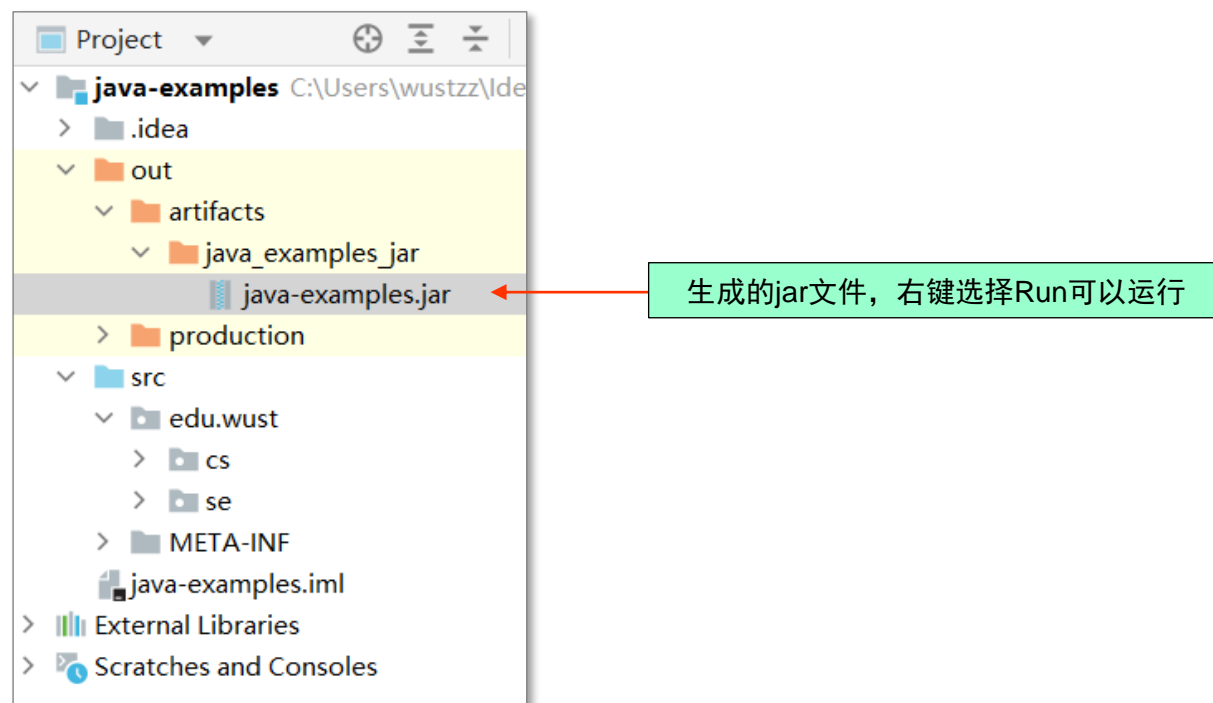 Project
java-examples C:\Users\wustzz\Ide
.idea
out
artifacts
java_examples_jar
java-examples.jar
生成的jar文件，右键选择Run可以运行
production
src
edu.wust
cs
se
META-INF
java-examples.iml
External Libraries
Scratches and Consoles